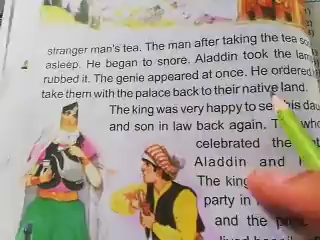 stranger man's tea. The man after taking the tea
asleep. He began to snore. Aladdin took the
rubbed it. The genie appeared at once. He ordered
take them with the palace back to their native land.
The king was very happy to see his
and son in law back again. The
celebrated the
Aladdin and
The king
party in
and the